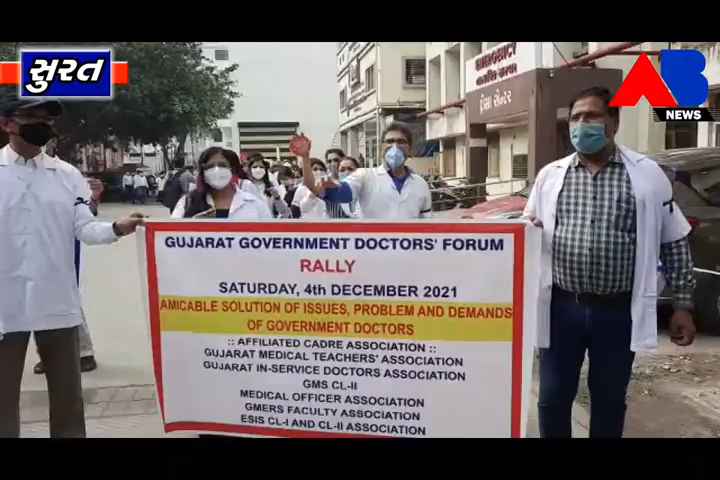 સુરત
AB
NEWS
EMERGENCY
ટ્રોમા સેન્ટર
GUJARAT GOVERNMENT DOCTORS' FORUM
RALLY
SATURDAY, 4th DECEMBER 2021
AMICABLE SOLUTION OF ISSUES, PROBLEM AND DEMANDS
OF GOVERNMENT DOCTORS
:: AFFILIATED CADRE ASSOCIATION ::
GUJARAT MEDICAL TEACHERS' ASSOCIATION
GUJARAT IN-SERVICE DOCTORS ASSOCIATION
GMS CL-II
MEDICAL OFFICER ASSOCIATION
GMERS FACULTY ASSOCIATION
ESIS CL-I AND CL-II ASSOCIATION